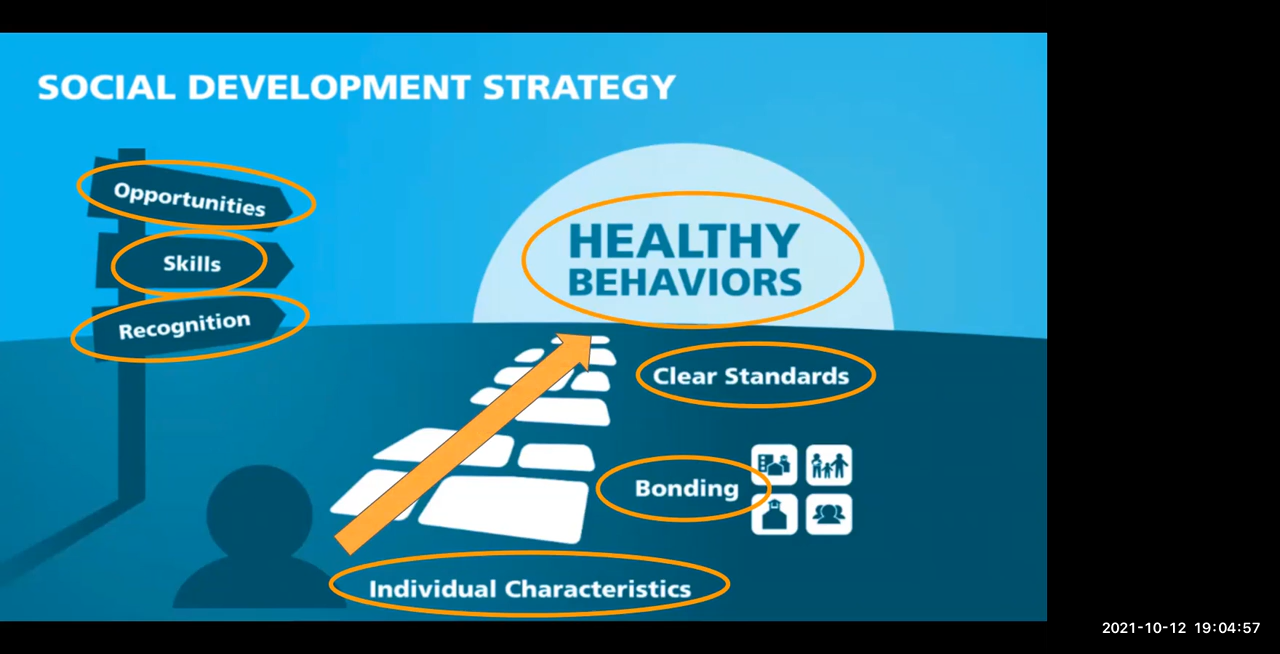 SOCIAL DEVELOPMENT STRATEGY
Opportunities
Skills
Recognition
HEALTHY
BEHAVIORS
Clear Standards
Bonding
Individual Characteristics
2021-10-12 19:04:57